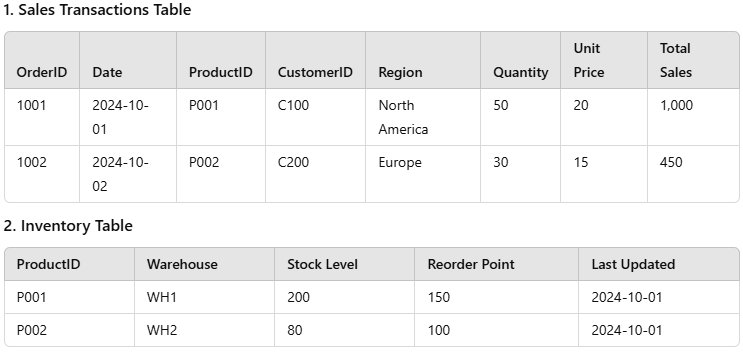 1. Sales Transactions Table
OrderID Date ProductID CustomerID Region Quantity Unit Price Total Sales
1001 2024-10-01 P001 C100 North America 50 20 1,000
1002 2024-10-02 P002 C200 Europe 30 15 450
2. Inventory Table
ProductID Warehouse Stock Level Reorder Point Last Updated
P001 WH1 200 150 2024-10-01
P002 WH2 80 100 2024-10-01